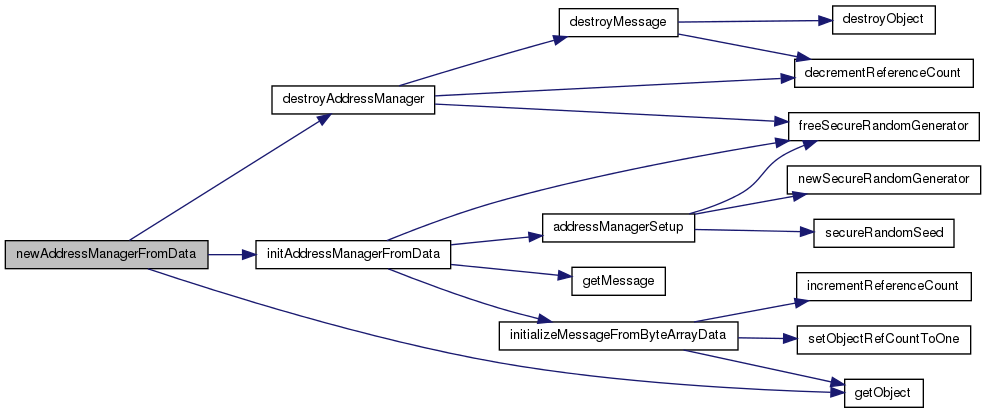 destroyMessage
destroyObject
decrementReferenceCount
destroyAddressManager
freeSecureRandomGenerator
newSecureRandomGenerator
addressManagerSetup
secureRandomSeed
newAddressManagerFromData
initAddressManagerFromData
getMessage
incrementReferenceCount
initializeMessageFromByteArrayData
setObjectRefCountToOne
getObject